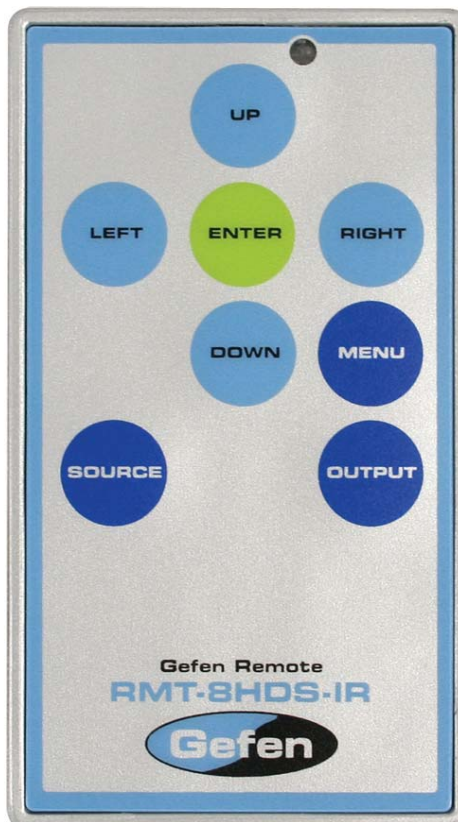 UP
LEFT ENTER RIGHT
DOWN MENU
SOURCE OUTPUT
Gefen Remote
RMT-8HDS-IR
Gefen